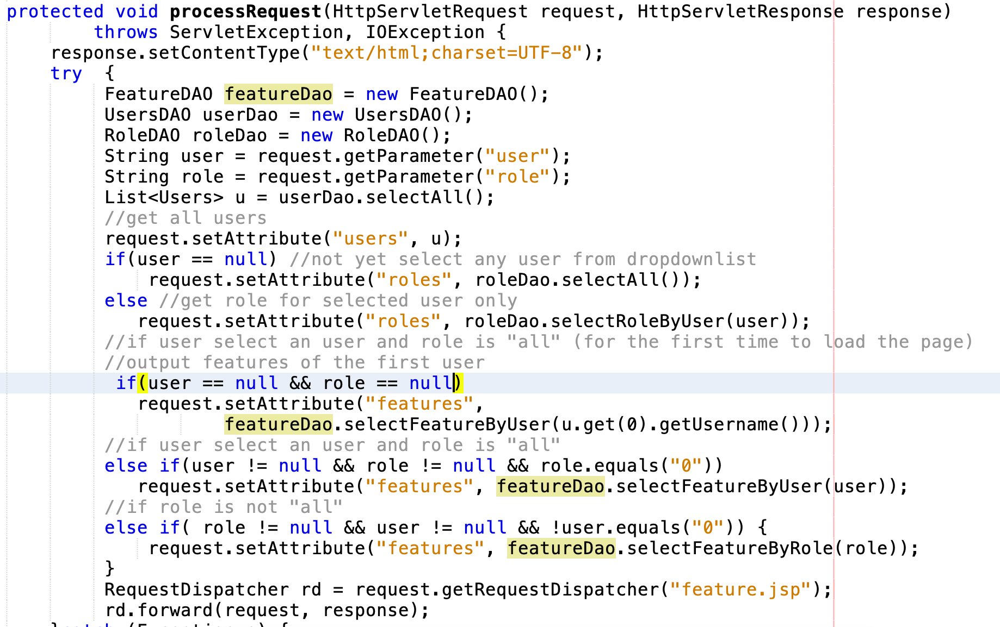 protected void processRequest(HttpServletRequest request, HttpServletResponse response)
throws ServletException, IOException {
response.setContentType("text/html;charset=UTF-8");
try  {
FeatureDAO featureDao = new FeatureDAO();
UsersDAO userDao = new UsersDAO();
RoleDAO roleDao = new RoleDAO();
String user = request.getParameter("user");
String role = request.getParameter("role");
List<Users> u = userDao.selectAll();
//get all users
request.setAttribute("users", u);
if(user == null) //not yet select any user from dropdownlist
request.setAttribute("roles", roleDao.selectAll());
else //get role for selected user only
request.setAttribute("roles", roleDao.selectRoleByUser(user));
//if user select an user and role is "all" (for the first time to load the page)
//output features of the first user
if(user == null && role == null)
request.setAttribute("features",
featureDao.selectFeatureByUser(u.get(0).getUsername()));
//if user select an user and role is "all"
else if(user != null && role != null && role.equals("0"))
request.setAttribute("features", featureDao.selectFeatureByUser(user));
//if role is not "all"
else if( role != null && user != null && !user.equals("0")) {
request.setAttribute("features", featureDao.selectFeatureByRole(role));
}
RequestDispatcher rd = request.getRequestDispatcher("feature.jsp");
rd.forward(request, response);